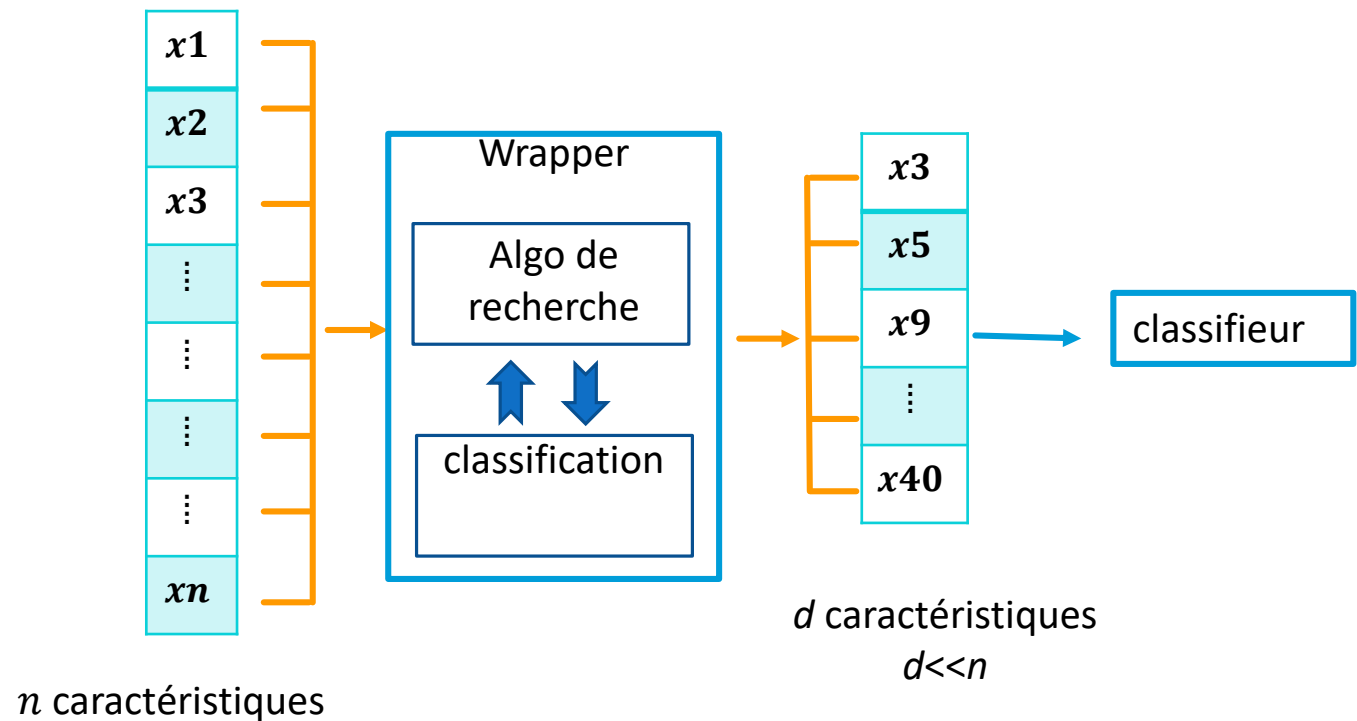 x1
x2
x3
⋮
⋮
⋮
⋮
xn
n caractéristiques
Wrapper
Algo de
recherche
classification
x3
x5
x9
⋮
x40
d caractéristiques
d<<n
classifieur